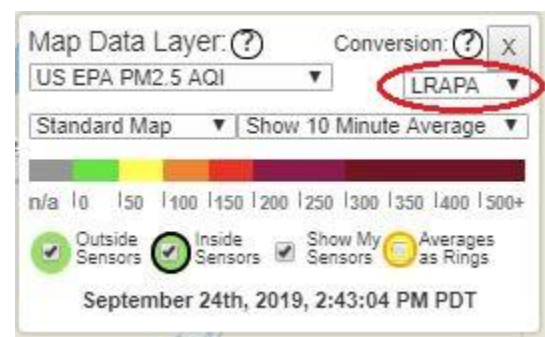 Map Data Layer: ? Conversion: ? X
US EPA PM2.5 AQI ▼ LRAPA ▼
Standard Map ▼ | Show 10 Minute Average ▼
n/a |0 |50 |100 |150 |200 |250 |300 |350 |400 |500+
Outside Sensors Inside Sensors Show My Sensors Averages as Rings
September 24th, 2019, 2:43:04 PM PDT